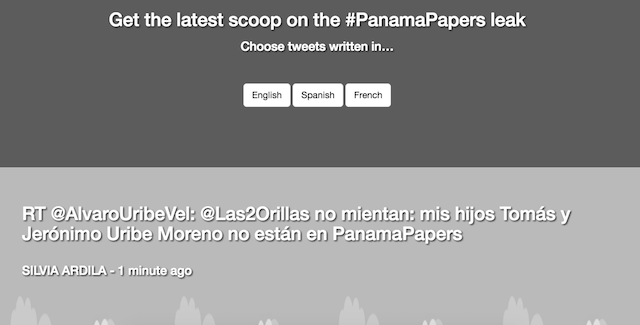 Get the latest scoop on the #PanamaPapers leak
Choose tweets written in...
English Spanish French
RT @AlvaroUribeVel: @Las2Orillas no mientan: mis hijos Tomás y
Jerónimo Uribe Moreno no están en PanamaPapers
SILVIA ARDILA - 1 minute ago